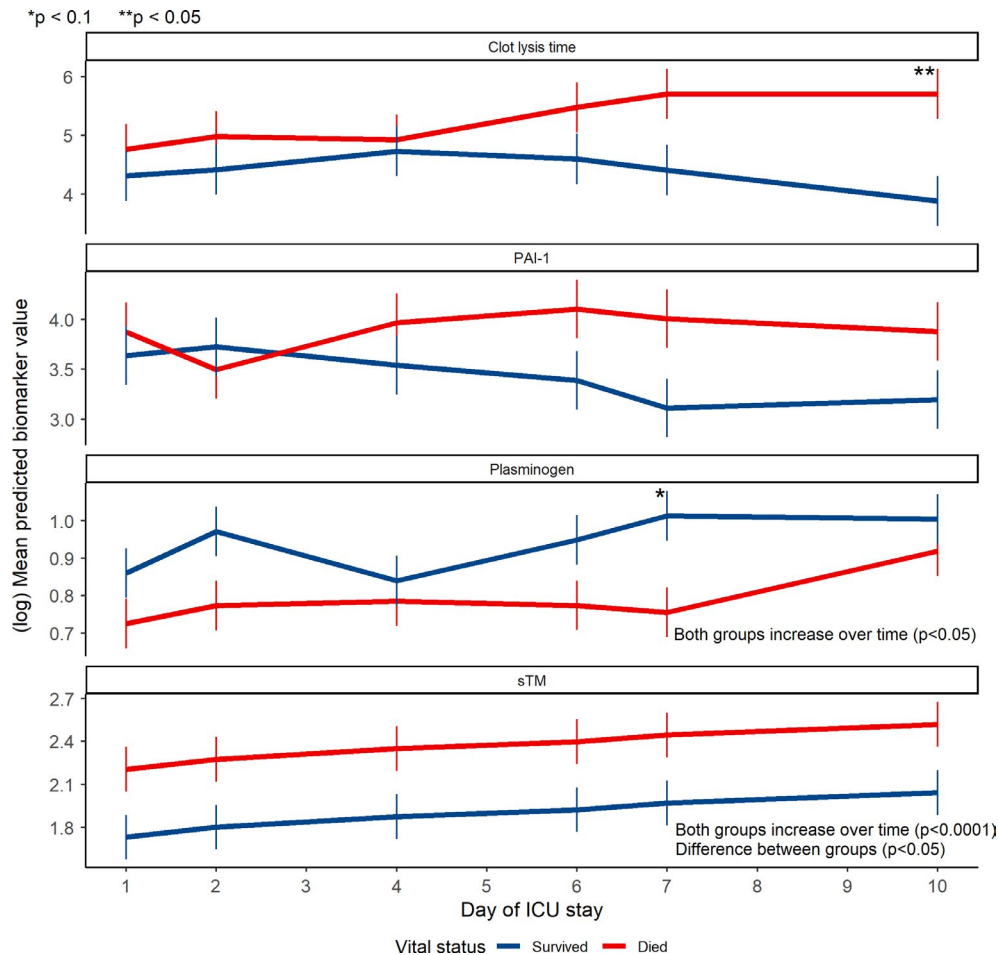 *p < 0.1 **p < 0.05
Clot lysis time
6
5
4
**
PAI-1
4.0
3.5
3.0
Plasminogen
1.0
0.9
0.8
0.7
*
Both groups increase over time (p<0.05)
sTM
2.7
2.4
2.1
1.8
Both groups increase over time (p<0.0001)
Difference between groups (p<0.05)
(log) Mean predicted biomarker value
1 2 3 4 5 6 7 8 9 10
Day of ICU stay
Vital status Survived Died